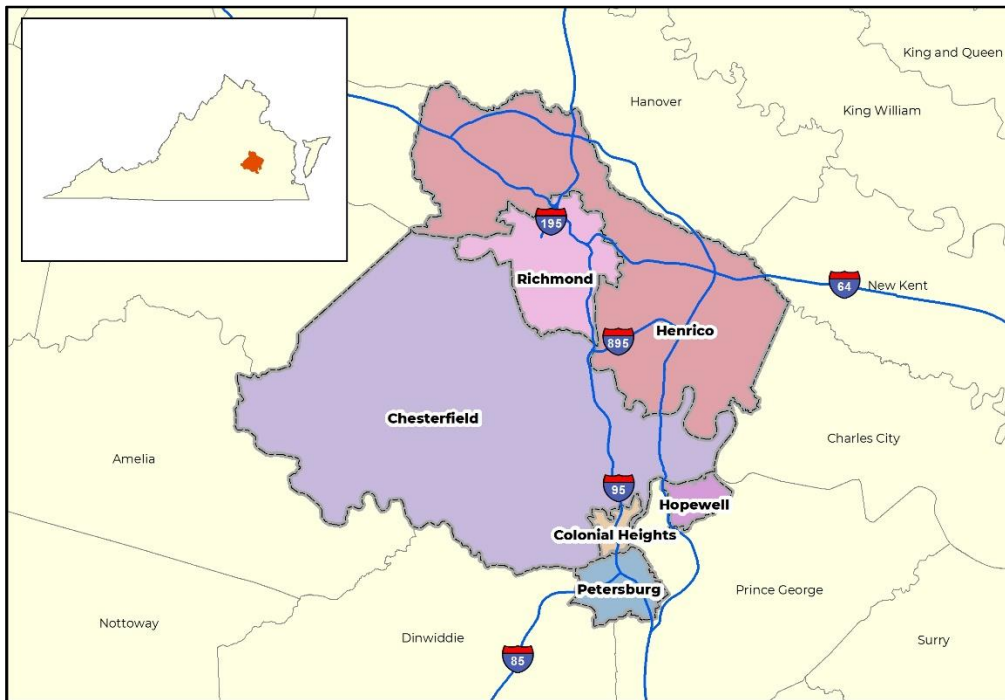 King and Queen
Hanover
King William
195
Richmond
64
New Kent
Henrico
895
Chesterfield
Charles City
Amelia
95
Hopewell
Colonial Heights
Petersburg
Prince George
Nottoway
Dinwiddie
Surry
85